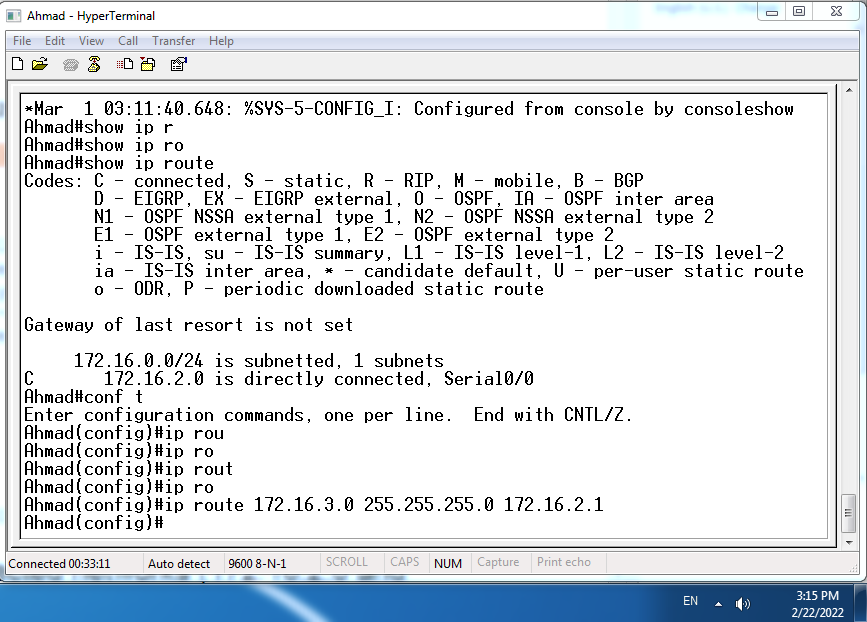 Ahmad - HyperTerminal
File Edit View Call Transfer Help
*Mar  1 03:11:40.648: %SYS-5-CONFIG_I: Configured from console by consoleshow
Ahmad#show ip r
Ahmad#show ip ro
Ahmad#show ip route
Codes: C - connected, S - static, R - RIP, M - mobile, B - BGP
       D - EIGRP, EX - EIGRP external, O - OSPF, IA - OSPF inter area
       N1 - OSPF NSSA external type 1, N2 - OSPF NSSA external type 2
       E1 - OSPF external type 1, E2 - OSPF external type 2
       i - IS-IS, su - IS-IS summary, L1 - IS-IS level-1, L2 - IS-IS level-2
       ia - IS-IS inter area, * - candidate default, U - per-user static route
       o - ODR, P - periodic downloaded static route
Gateway of last resort is not set
     172.16.0.0/24 is subnetted, 1 subnets
C       172.16.2.0 is directly connected, Serial0/0
Ahmad#conf t
Enter configuration commands, one per line.  End with CNTL/Z.
Ahmad(config)#ip rou
Ahmad(config)#ip ro
Ahmad(config)#ip rout
Ahmad(config)#ip ro
Ahmad(config)#ip route 172.16.3.0 255.255.255.0 172.16.2.1
Ahmad(config)#
Connected 00:33:11 Auto detect 9600 8-N-1 SCROLL CAPS NUM Capture Print echo
EN 3:15 PM
2/22/2022